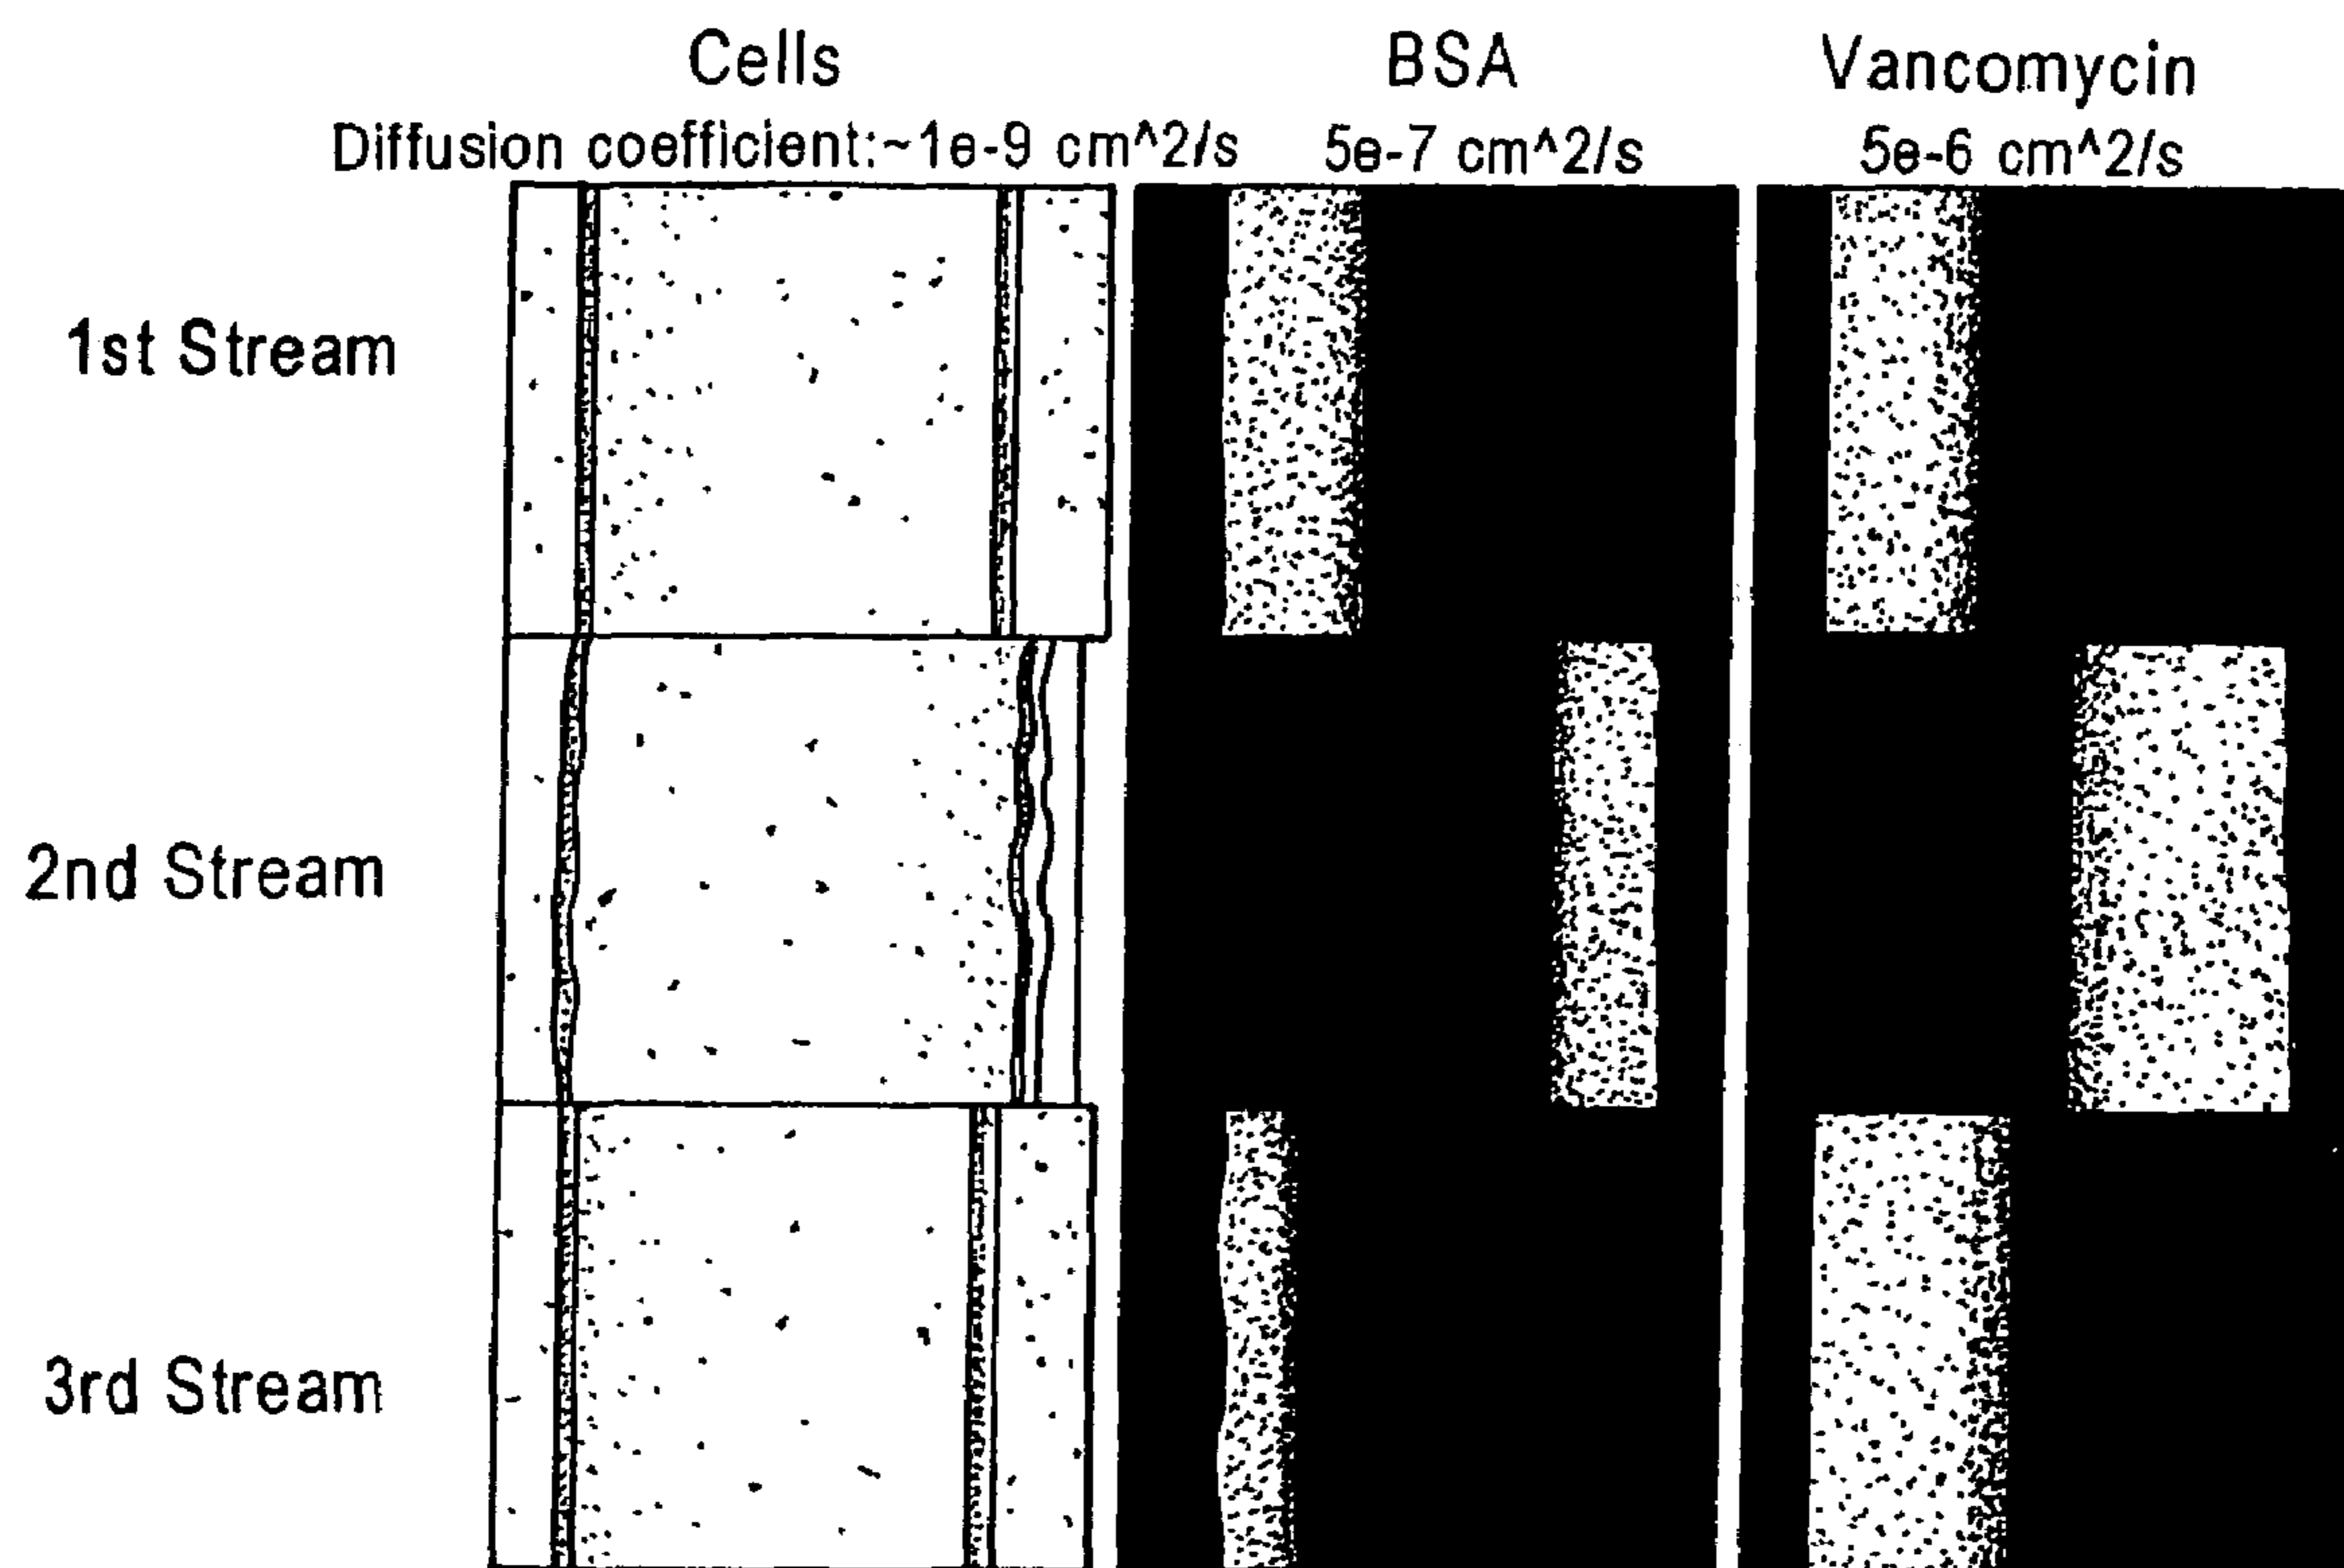 Cells BSA Vancomycin
Diffusion coefficient:~1e-9 cm^2/s 5e-7 cm^2/s 5e-6 cm^2/s
1st Stream
2nd Stream
3rd Stream